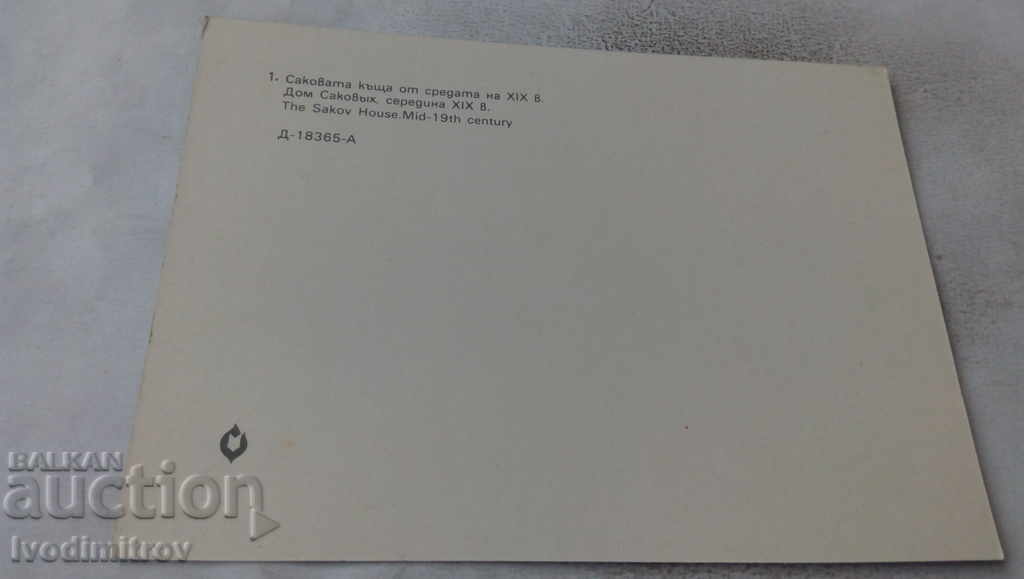 1. Саковата къща от средата на XIX в.
Дом Саковых, середина XIX в.
The Sakov House.Mid-19th century
Д-18365-А
BALKAN
auction
Ivodimitrov